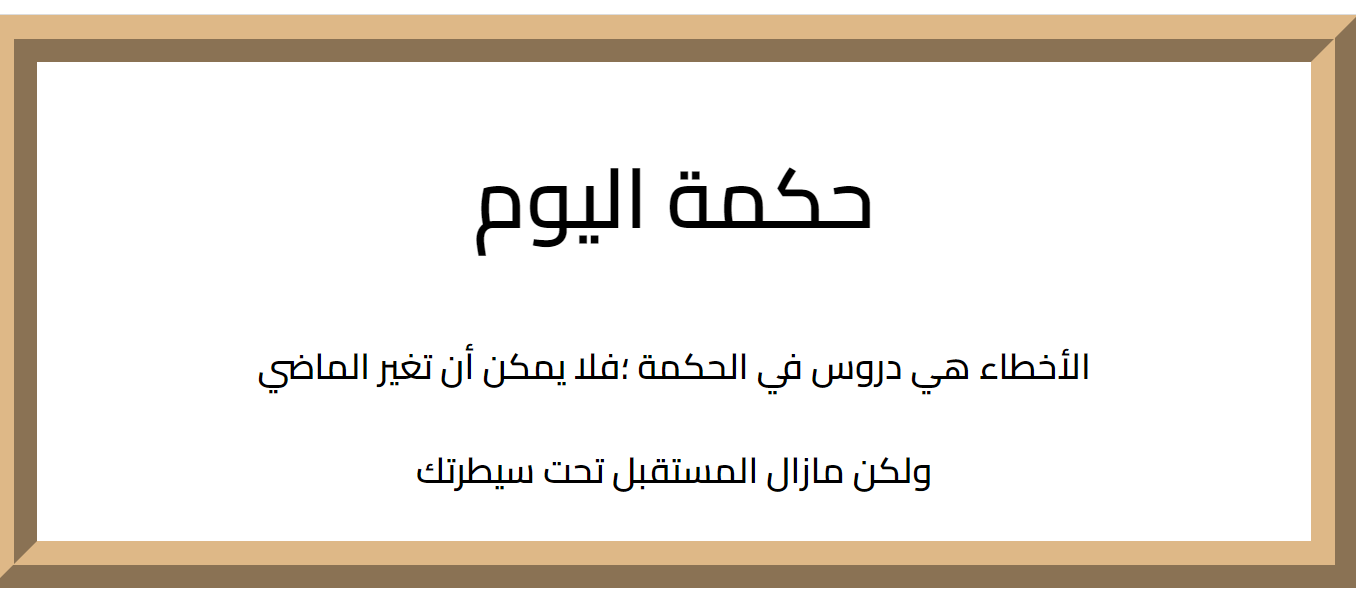 حكمة اليوم
الأخطاء هي دروس في الحكمة ؛فلا يمكن أن تغير الماضي
ولكن مازال المستقبل تحت سيطرتك